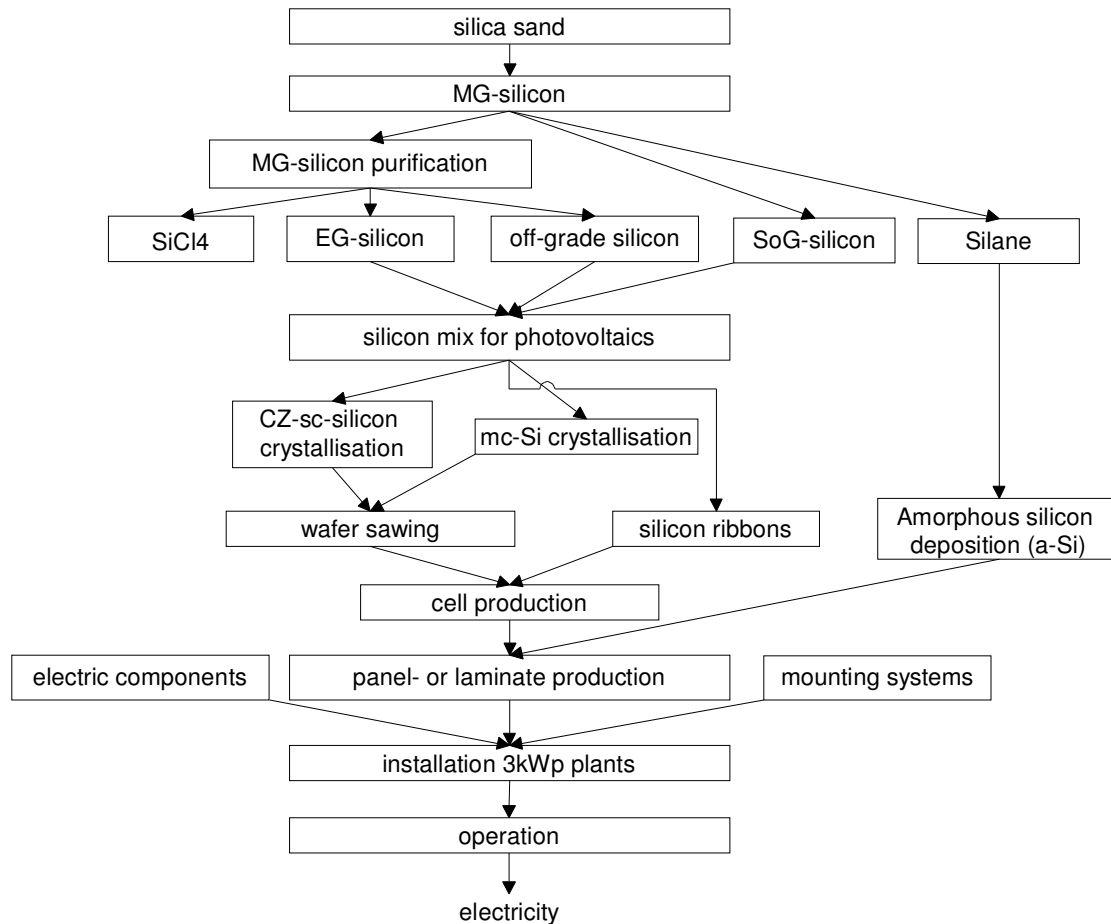 silica sand
MG-silicon
MG-silicon purification
SiCl4
EG-silicon
off-grade silicon
SoG-silicon
Silane
silicon mix for photovoltaics
CZ-sc-silicon
crystallisation
mc-Si crystallisation
wafer sawing
silicon ribbons
Amorphous silicon
deposition (a-Si)
cell production
electric components
panel- or laminate production
mounting systems
installation 3kWp plants
operation
electricity